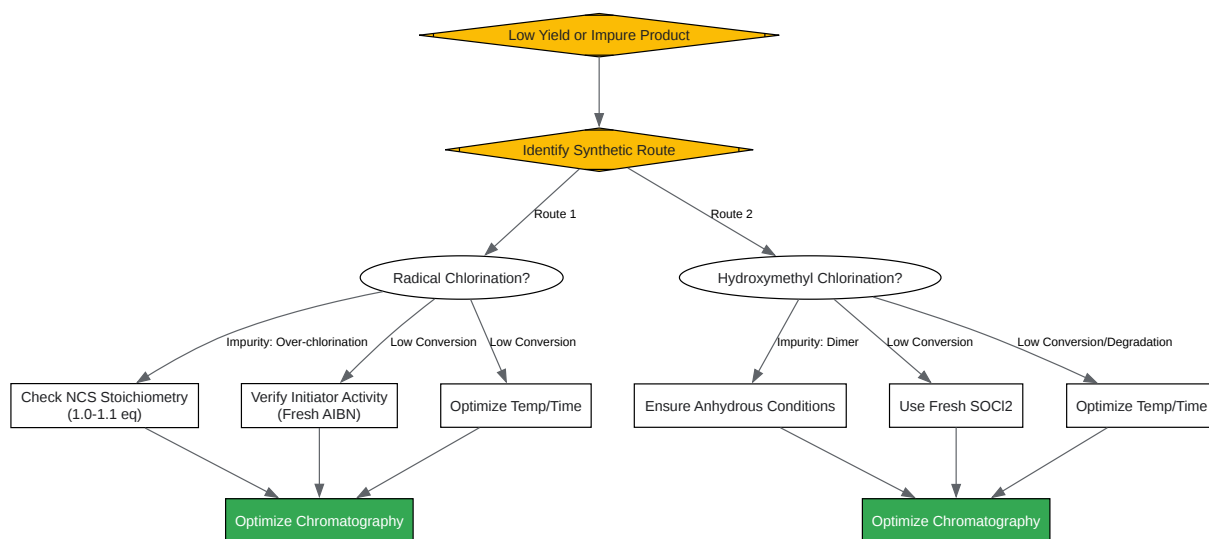 Low Yield or Impure Product
Identify Synthetic Route
Route 1
Route 2
Radical Chlorination?
Hydroxymethyl Chlorination?
Impurity: Over-chlorination
Low Conversion
Low Conversion
Impurity: Dimer
Low Conversion
Low Conversion/Degradation
Check NCS Stoichiometry
(1.0-1.1 eq)
Verify Initiator Activity
(Fresh AIBN)
Optimize Temp/Time
Ensure Anhydrous Conditions
Use Fresh SOCl2
Optimize Temp/Time
Optimize Chromatography
Optimize Chromatography